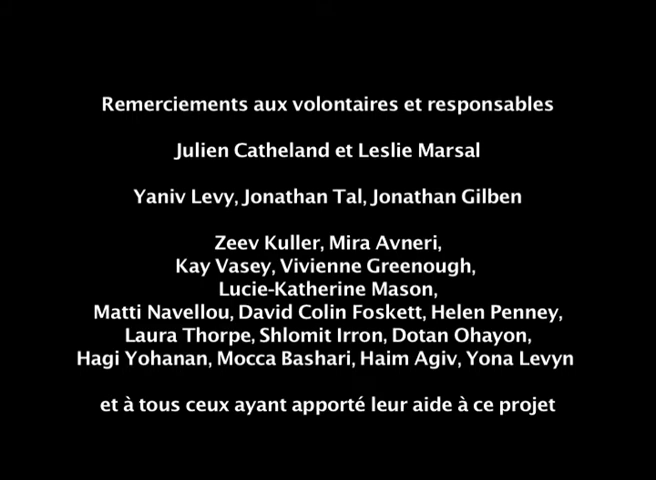 Remerciements aux volontaires et responsables
Julien Catheland et Leslie Marsal
Yaniv Levy, Jonathan Tal, Jonathan Gilben
Zeev Kuller, Mira Avneri,
Kay Vasey, Vivienne Greenough,
Lucie-Katherine Mason,
Matti Navellou, David Colin Foskett, Helen Penney,
Laura Thorpe, Shlomit Irron, Dotan Ohayon,
Hagi Yohanan, Mocca Bashari, Haim Agiv, Yona Levyn
et à tous ceux ayant apporté leur aide à ce projet